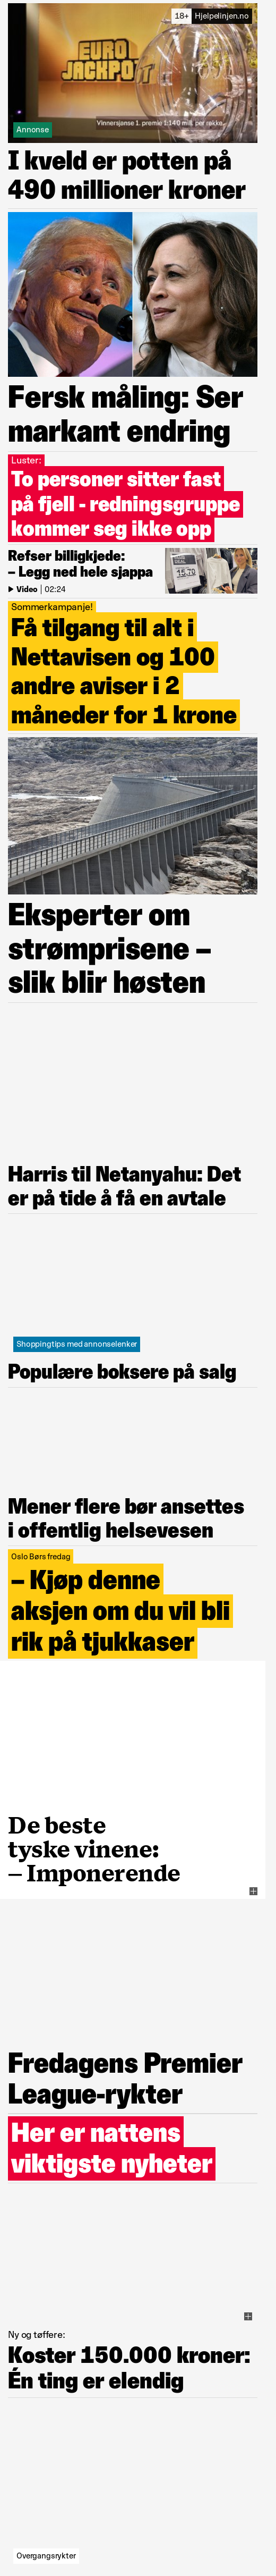 18+ Hjelpelinjen.no
EURO
JACKPOT
Vinnersjanse 1. premie 1:140 mill. per rekke.
Annonse
I kveld er potten på
490 millioner kroner
Fersk måling: Ser
markant endring
Luster:
To personer sitter fast
på fjell - redningsgruppe
kommer seg ikke opp
Refser billigkjede:
– Legg ned hele sjappa
Video | 02:24
DEAL
15,70
Sommerkampanje!
Få tilgang til alt i
Nettavisen og 100
andre aviser i 2
måneder for 1 krone
Eksperter om
strømprisene –
slik blir høsten
Harris til Netanyahu: Det
er på tide å få en avtale
Shoppingtips med annonselenker
Populære boksere på salg
Mener flere bør ansettes
i offentlig helsevesen
Oslo Børs fredag
– Kjøp denne
aksjen om du vil bli
rik på tjukkaser
De beste
tyske vinene:
– Imponerende
Fredagens Premier
League-rykter
Her er nattens
viktigste nyheter
Ny og tøffere:
Koster 150.000 kroner:
Én ting er elendig
Overgangsrykter